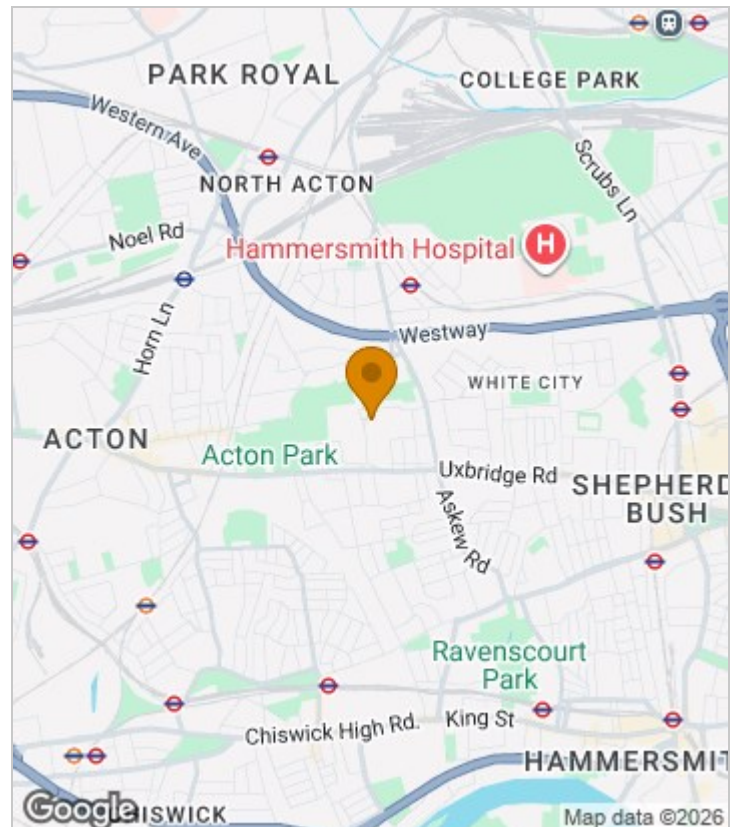 PARK ROYAL
COLLEGE PARK
Western Ave
Scrubs Ln
NORTH ACTON
Noel Rd
Hammersmith Hospital
H
Horn Ln
Westway
WHITE CITY
ACTON
Acton Park
Uxbridge Rd
SHEPHERD
BUSH
Askew Rd
Ravenscourt
Park
Chiswick High Rd.
King St
HAMMERSMIT
Google
CHISWICK
Map data ©2026